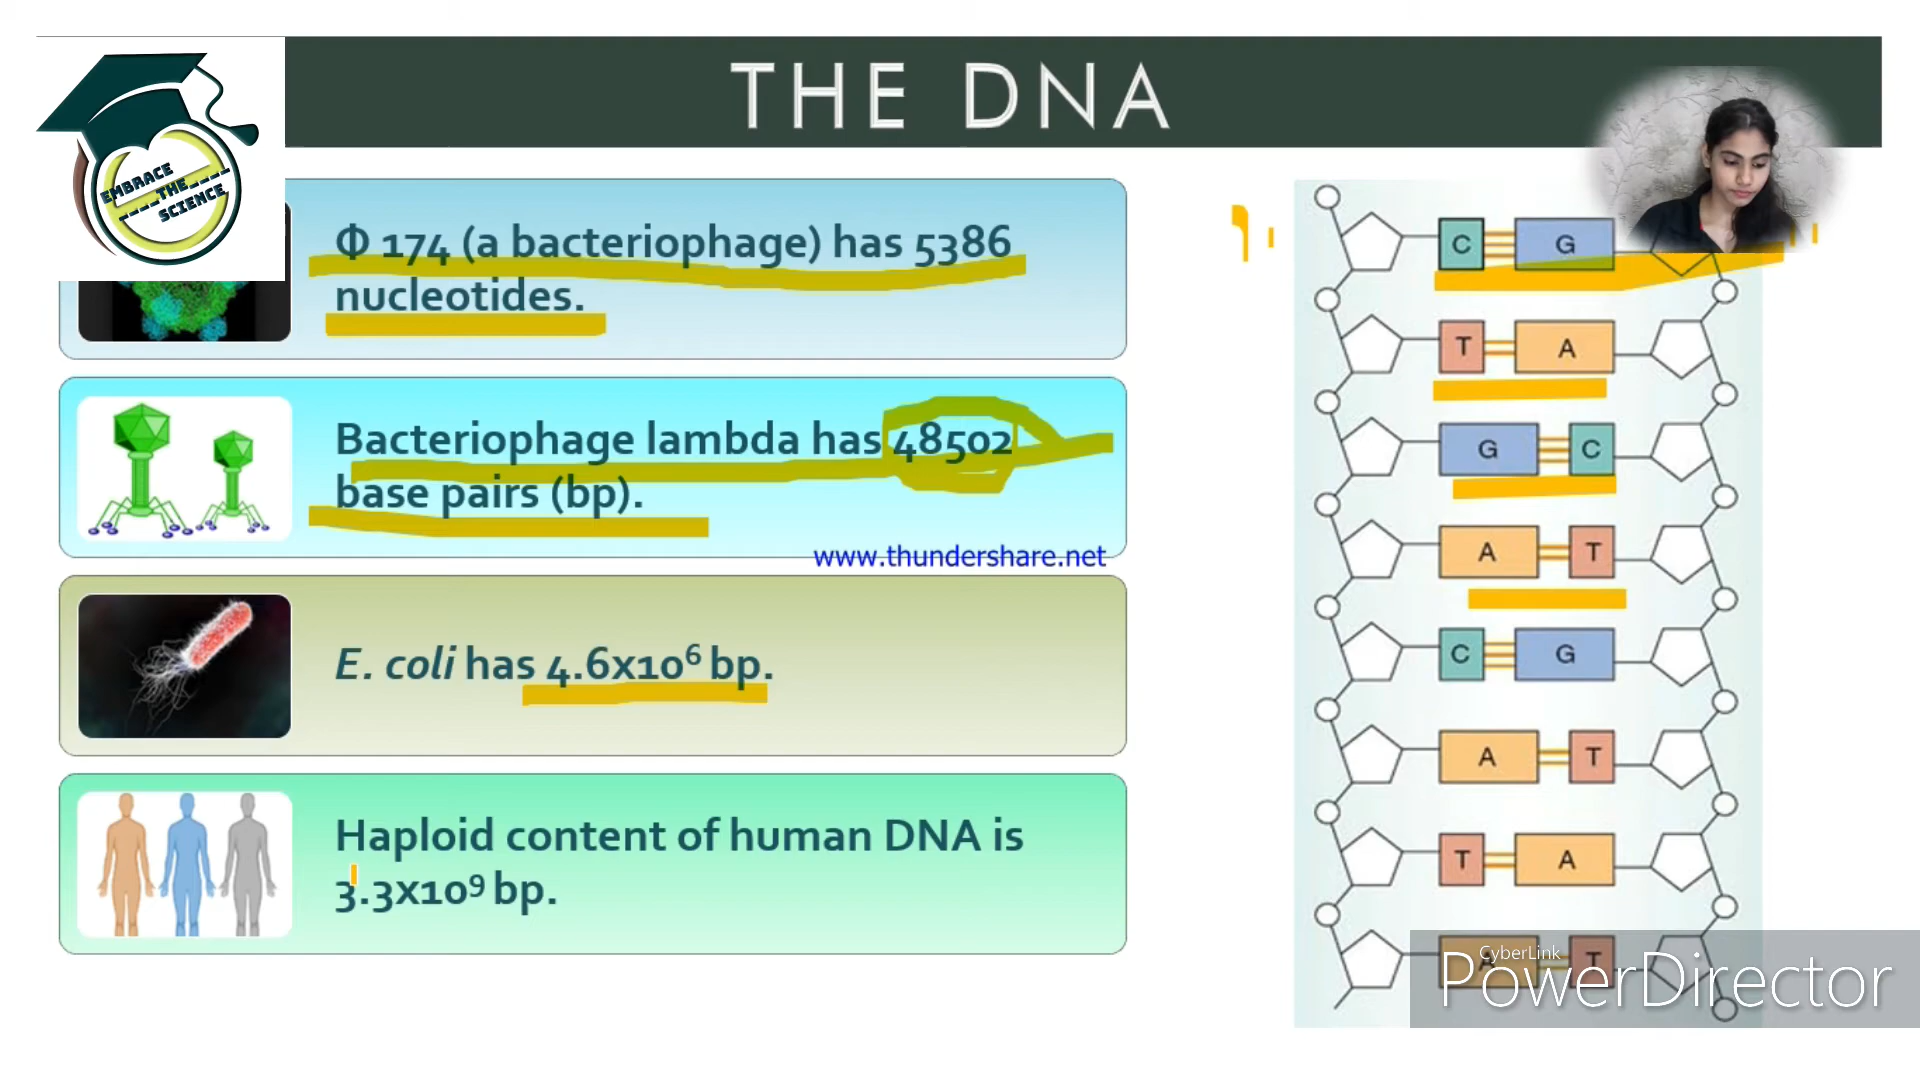 THE DNA
EMBRACE
THE
SCIENCE
Φ 174 (a bacteriophage) has 5386
nucleotides.
Bacteriophage lambda has 48502
base pairs (bp).
www.thundershare.net
E. coli has 4.6x10⁶ bp.
Haploid content of human DNA is
3.3x10⁹ bp.
C G
T A
G C
A T
C G
A T
T A
A T
CyberLink
PowerDirector